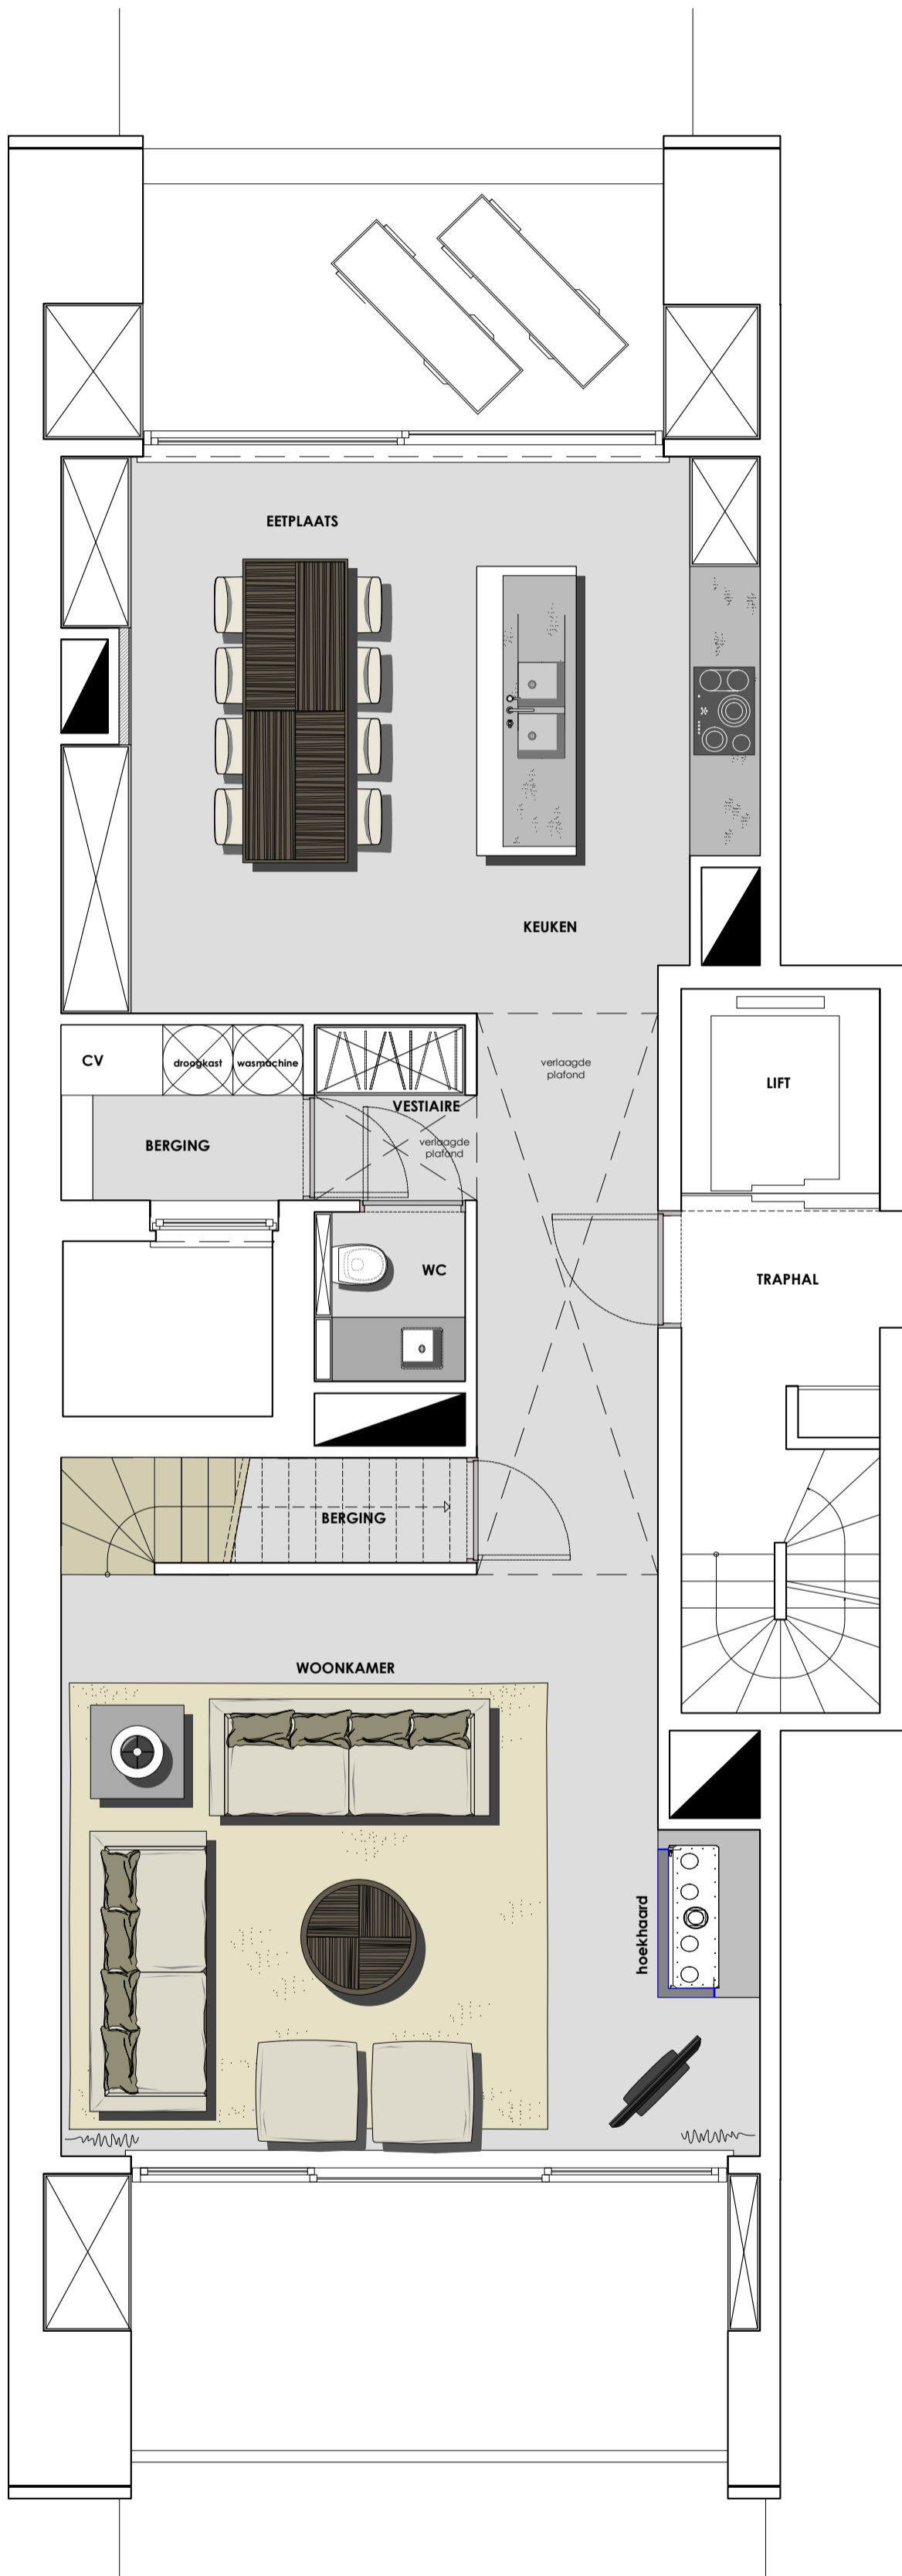 EETPLAATS
KEUKEN
CV
droogkast
wasmachine
VESTIAIRE
verlaagde
plafond
BERGING
verlaagde
plafond
LIFT
WC
TRAPHAL
BERGING
WOONKAMER
hoekhaard